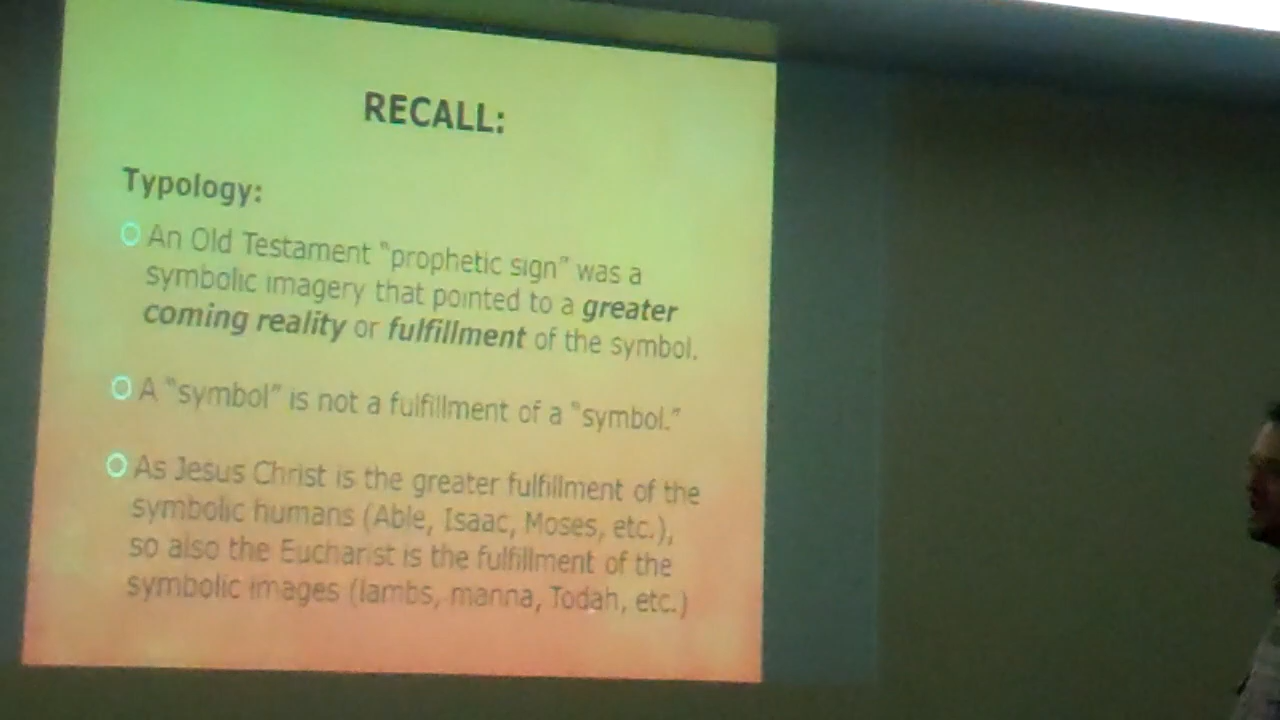 RECALL:
Typology:
An Old Testament "prophetic sign" was a
symbolic imagery that pointed to a greater
coming reality or fulfillment of the symbol.
A "symbol" is not a fulfillment of a "symbol."
As Jesus Christ is the greater fulfillment of the
symbolic humans (Able, Isaac, Moses, etc.),
so also the Eucharist is the fulfillment of the
symbolic images (lambs, manna, Todah, etc.)